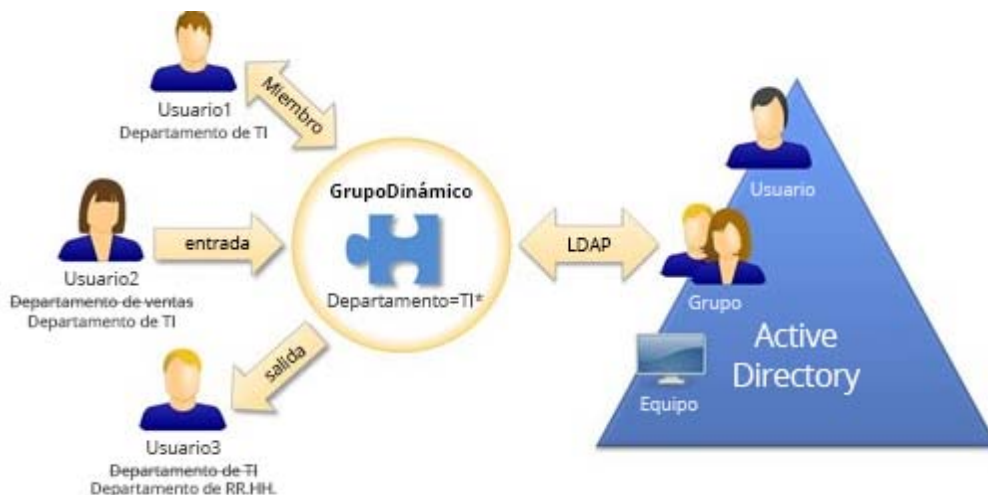 Usuario1
Departamento de TI
Miembro
Usuario2
Departamento de ventas
Departamento de TI
entrada
Usuario3
Departamento de TI
Departamento de RR.HH.
salida
GrupoDinámico
Departamento=TI*
LDAP
Usuario
Grupo
Equipo
Active
Directory